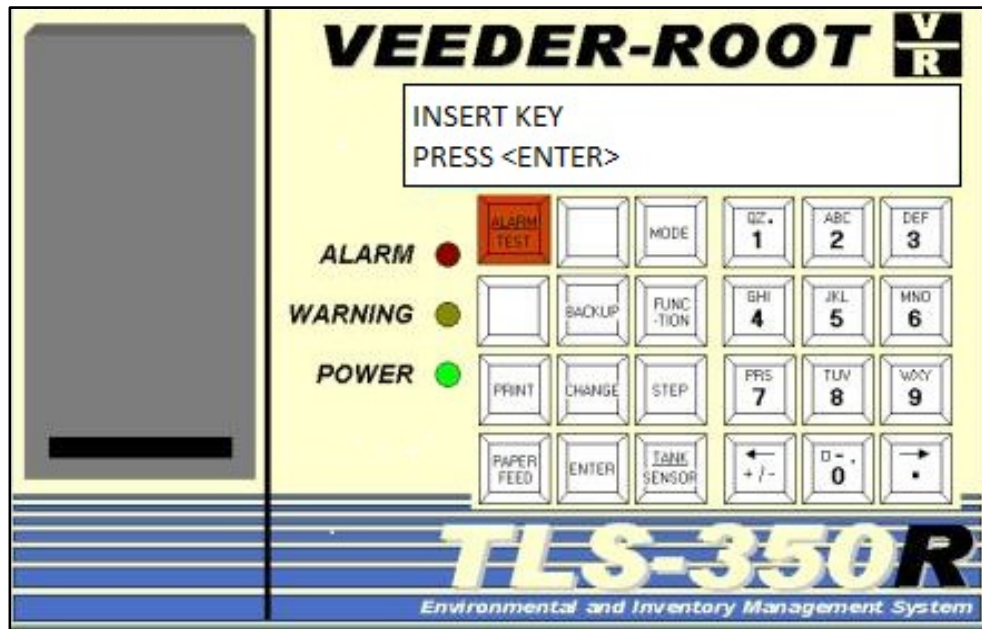 VEEDER-ROOT V R
INSERT KEY
PRESS <ENTER>
ALARM
WARNING
POWER
ALARM TEST
MODE
QZ. 1
ABC 2
DEF 3
BACKUP
FUNC -TION
GHI 4
JKL 5
MNO 6
PRINT
CHANGE
STEP
PRS 7
TUV 8
WXY 9
PAPER FEED
ENTER
TANK SENSOR
← +/-
0
→ .
TLS-350R
Environmental and Inventory Management System